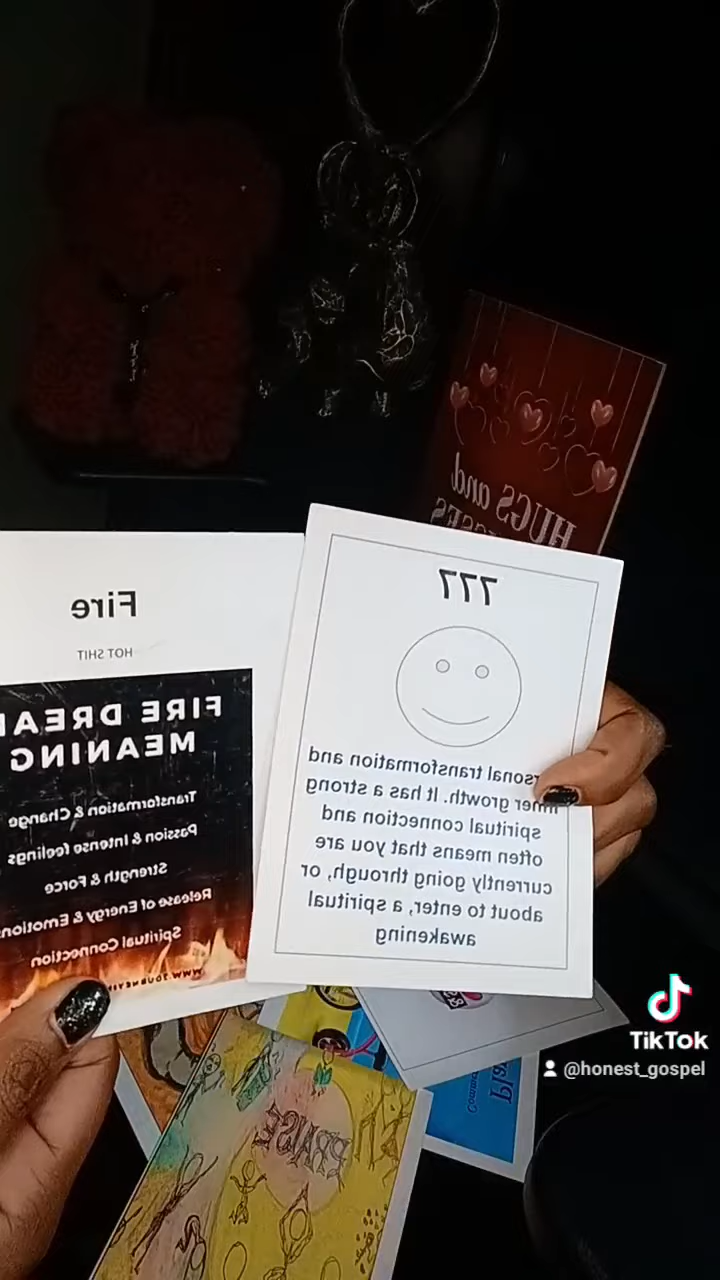 HUGS and
Fire
HOT SHIT
FIRE DREA
MEANING
Transformation & Change
Passion & Intense feelings
Strength & Force
Release of Energy & Emotion
Spiritual Connection
777
rsonal transformation and
inner growth. It has a strong
spiritual connection and
often means that you are
currently going through, or
about to enter, a spiritual
awakening
PRAISE
TikTok
@honest_gospel